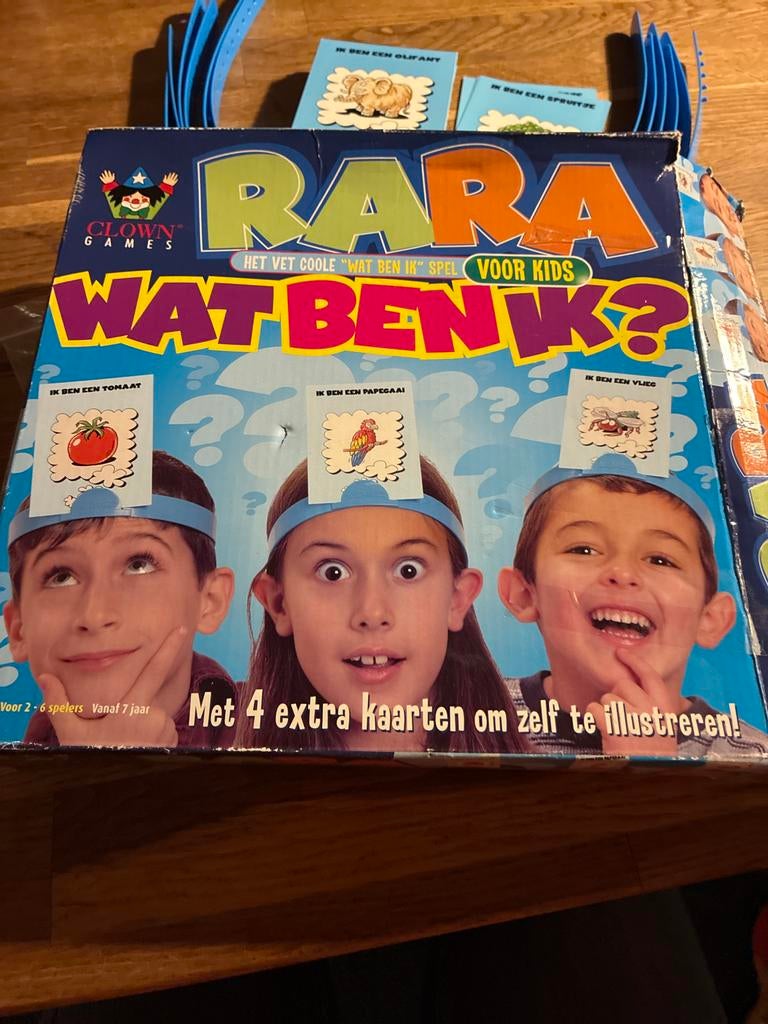 IK BEN EEN OLIFANT
IK BEN EEN SPRUITJE
CLOWN®
GAMES
RARA
HET VET COOLE "WAT BEN IK" SPEL
VOOR KIDS
WAT BEN IK?
IK BEN EEN TOMAAT
IK BEN EEN PAPEGAAI
IK BEN EEN VLIEG
Voor 2 - 6 spelers Vanaf 7 jaar
Met 4 extra kaarten om zelf te illustreren!